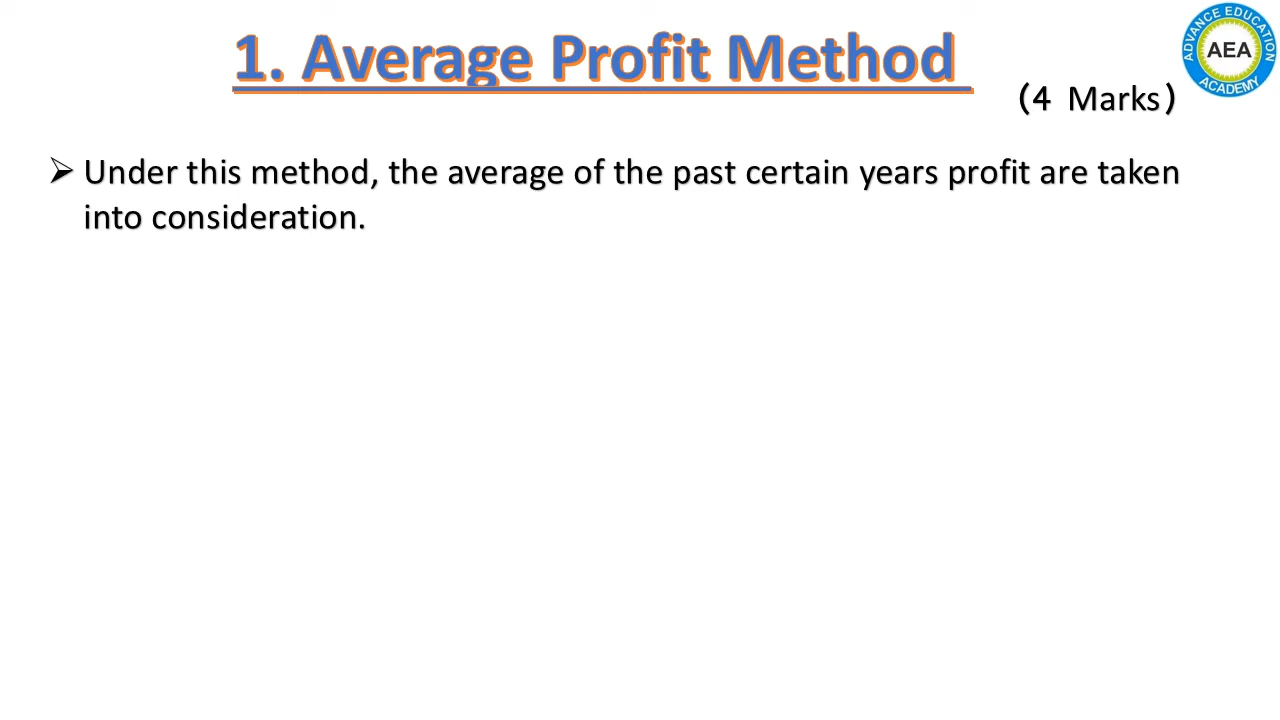 1. Average Profit Method
(4 Marks)
ADVANCE EDUCATION
AEA
ACADEMY
➢ Under this method, the average of the past certain years profit are taken
into consideration.